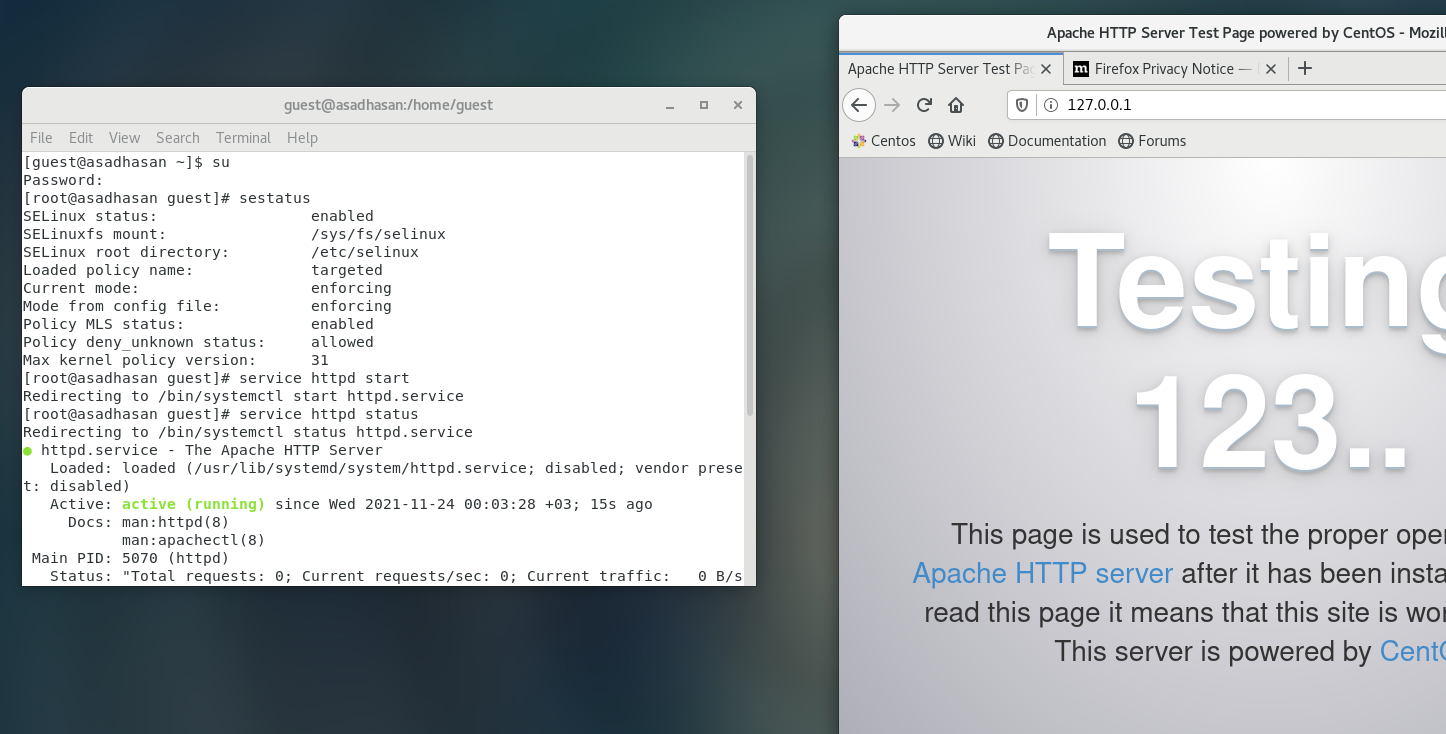 guest@asadhasan:/home/guest
File Edit View Search Terminal Help
[guest@asadhasan ~]$ su
Password:
[root@asadhasan guest]# sestatus
SELinux status:                 enabled
SELinuxfs mount:                /sys/fs/selinux
SELinux root directory:         /etc/selinux
Loaded policy name:             targeted
Current mode:                   enforcing
Mode from config file:          enforcing
Policy MLS status:              enabled
Policy deny_unknown status:     allowed
Max kernel policy version:      31
[root@asadhasan guest]# service httpd start
Redirecting to /bin/systemctl start httpd.service
[root@asadhasan guest]# service httpd status
Redirecting to /bin/systemctl status httpd.service
● httpd.service - The Apache HTTP Server
   Loaded: loaded (/usr/lib/systemd/system/httpd.service; disabled; vendor prese
t: disabled)
   Active: active (running) since Wed 2021-11-24 00:03:28 +03; 15s ago
     Docs: man:httpd(8)
           man:apachectl(8)
 Main PID: 5070 (httpd)
   Status: "Total requests: 0; Current requests/sec: 0; Current traffic:   0 B/s
Apache HTTP Server Test Page powered by CentOS - Mozill
Apache HTTP Server Test Pag
m Firefox Privacy Notice —
127.0.0.1
Centos Wiki Documentation Forums
Testing
123..
This page is used to test the proper oper
Apache HTTP server after it has been insta
read this page it means that this site is wor
This server is powered by Cent